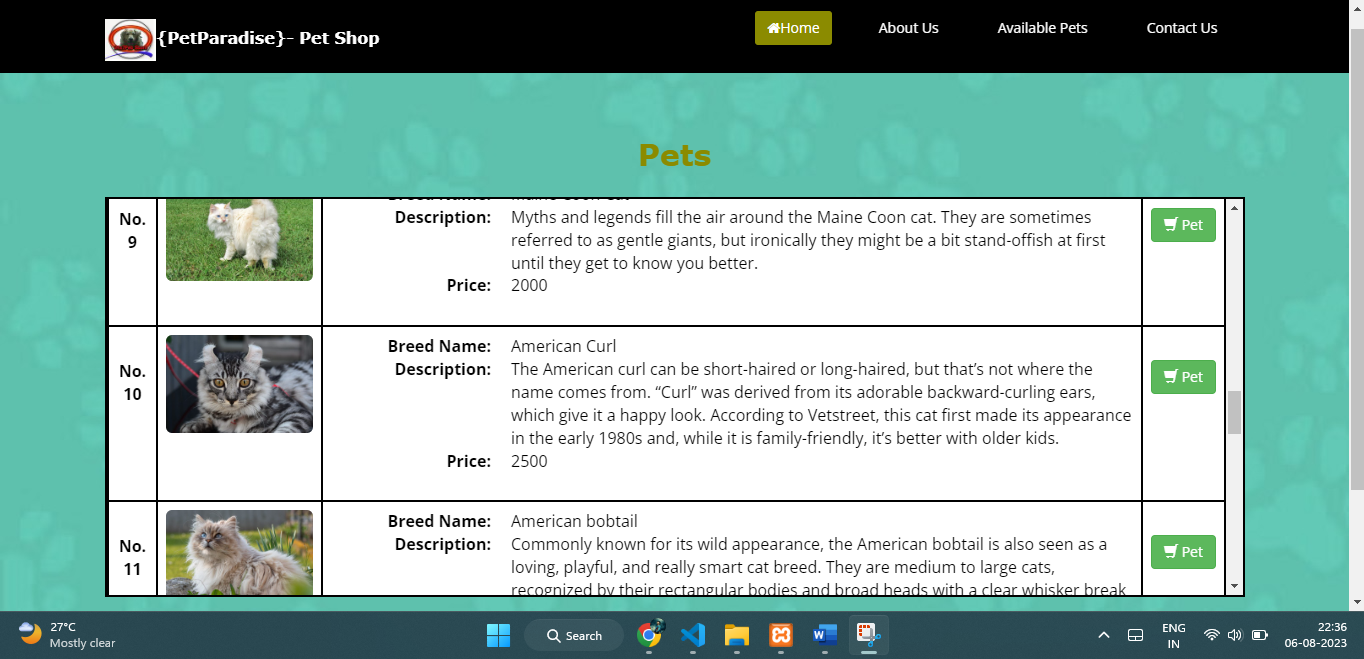 {PetParadise}- Pet Shop
Home
About Us
Available Pets
Contact Us
Pets
No.
9
Breed Name: Maine Coon Cat
Description: Myths and legends fill the air around the Maine Coon cat. They are sometimes
referred to as gentle giants, but ironically they might be a bit stand-offish at first
until they get to know you better.
Price: 2000
Pet
No.
10
Breed Name: American Curl
Description: The American curl can be short-haired or long-haired, but that’s not where the
name comes from. “Curl” was derived from its adorable backward-curling ears,
which give it a happy look. According to Vetstreet, this cat first made its appearance
in the early 1980s and, while it is family-friendly, it’s better with older kids.
Price: 2500
Pet
No.
11
Breed Name: American bobtail
Description: Commonly known for its wild appearance, the American bobtail is also seen as a
loving, playful, and really smart cat breed. They are medium to large cats,
recognized by their rectangular bodies and broad heads with a clear whisker break
Pet
27°C
Mostly clear
Search
ENG
IN
22:36
06-08-2023